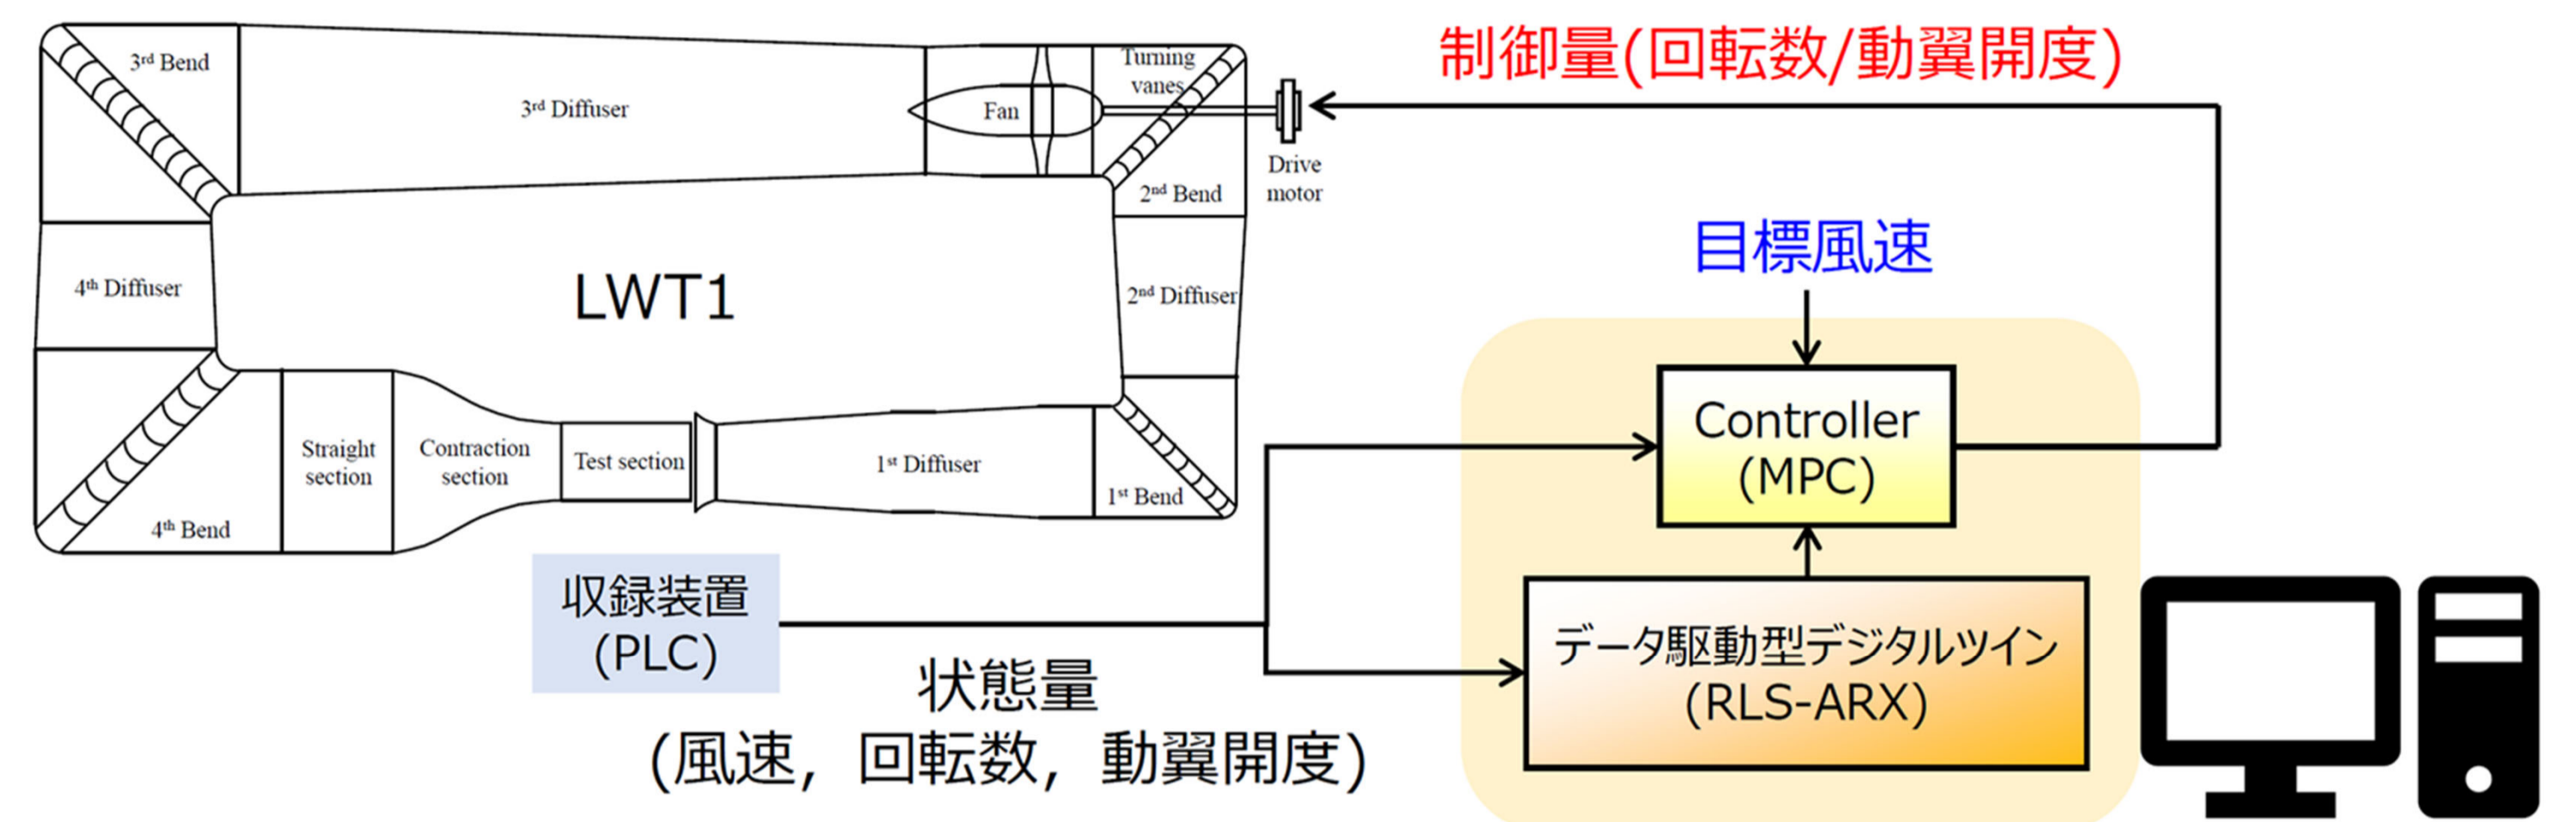 3rd Bend
3rd Diffuser
Fan
Turning
vanes
2nd Bend
Drive
motor
制御量(回転数/動翼開度)
4th Diffuser
LWT1
2nd Diffuser
目標風速
Straight
section
Contraction
section
Test section
1st Diffuser
1st Bend
4th Bend
Controller
(MPC)
収録装置
(PLC)
状態量
(風速，回転数，動翼開度)
データ駆動型デジタルツイン
(RLS-ARX)